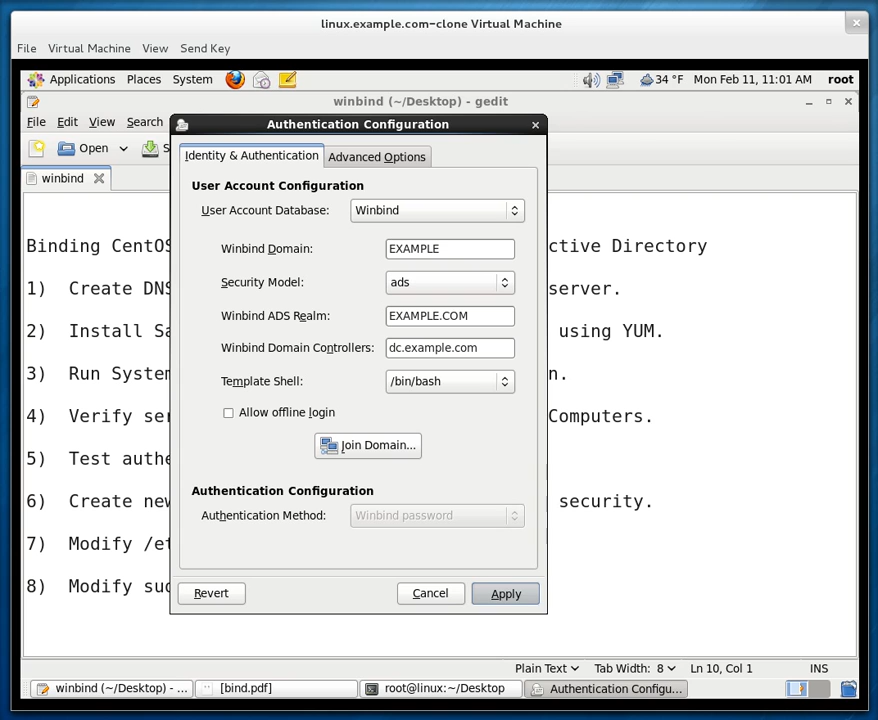 linux.example.com-clone Virtual Machine
File Virtual Machine View Send Key
Applications Places System 34 °F Mon Feb 11, 11:01 AM root
winbind (~/Desktop) - gedit
File Edit View Search
Open S
winbind
Authentication Configuration
Identity & Authentication Advanced Options
User Account Configuration
User Account Database: Winbind
Winbind Domain: EXAMPLE
Security Model: ads
Winbind ADS Realm: EXAMPLE.COM
Winbind Domain Controllers: dc.example.com
Template Shell: /bin/bash
Allow offline login
Join Domain...
Authentication Configuration
Authentication Method: Winbind password
Revert Cancel Apply
Binding CentOS ctive Directory
1) Create DNS server.
2) Install Sa using YUM.
3) Run System n.
4) Verify ser Computers.
5) Test authe
6) Create new security.
7) Modify /et
8) Modify sud
Plain Text Tab Width: 8 Ln 10, Col 1 INS
winbind (~/Desktop) - ... [bind.pdf] root@linux:~/Desktop Authentication Configu...